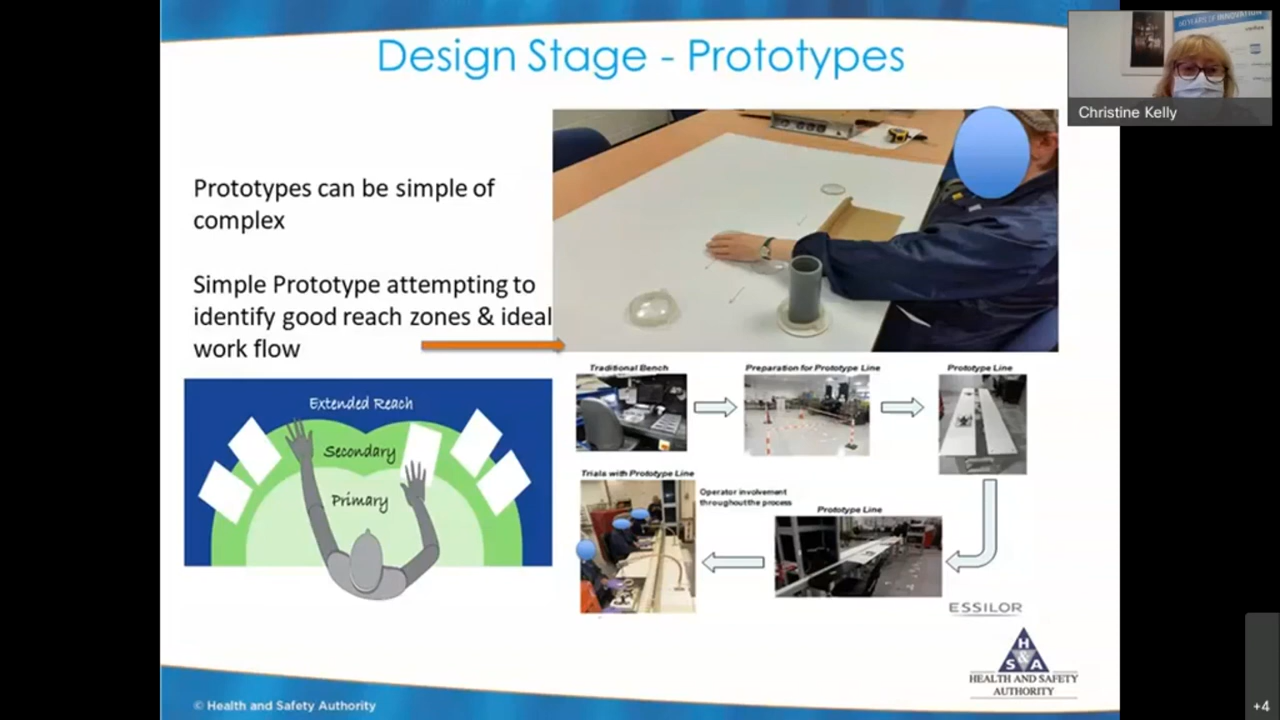 Design Stage - Prototypes
Christine Kelly
Prototypes can be simple of
complex
Simple Prototype attempting to
identify good reach zones & ideal
work flow
Extended Reach
Secondary
Primary
Traditional Bench
Preparation for Prototype Line
Prototype Line
Trials with Prototype Line
Operator involvement
throughout the process
Prototype Line
ESSILOR
H
S & A
HEALTH AND SAFETY
AUTHORITY
© Health and Safety Authority
+4